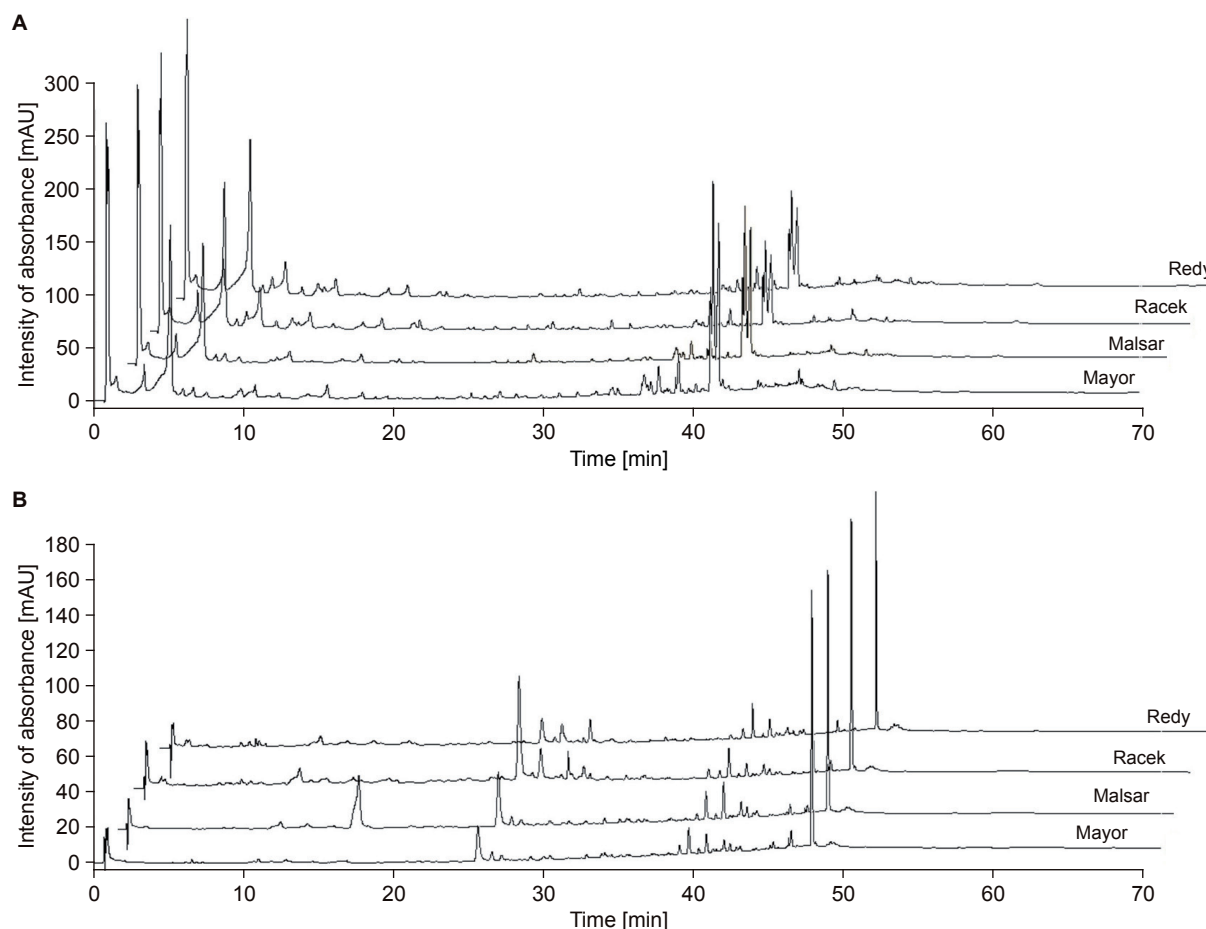 A
Intensity of absorbance [mAU]
300
250
200
150
100
50
0
Redy
Racek
Malsar
Mayor
0 10 20 30 40 50 60 70
Time [min]
B
Intensity of absorbance [mAU]
180
160
140
120
100
80
60
40
20
0
Redy
Racek
Malsar
Mayor
0 10 20 30 40 50 60 70
Time [min]